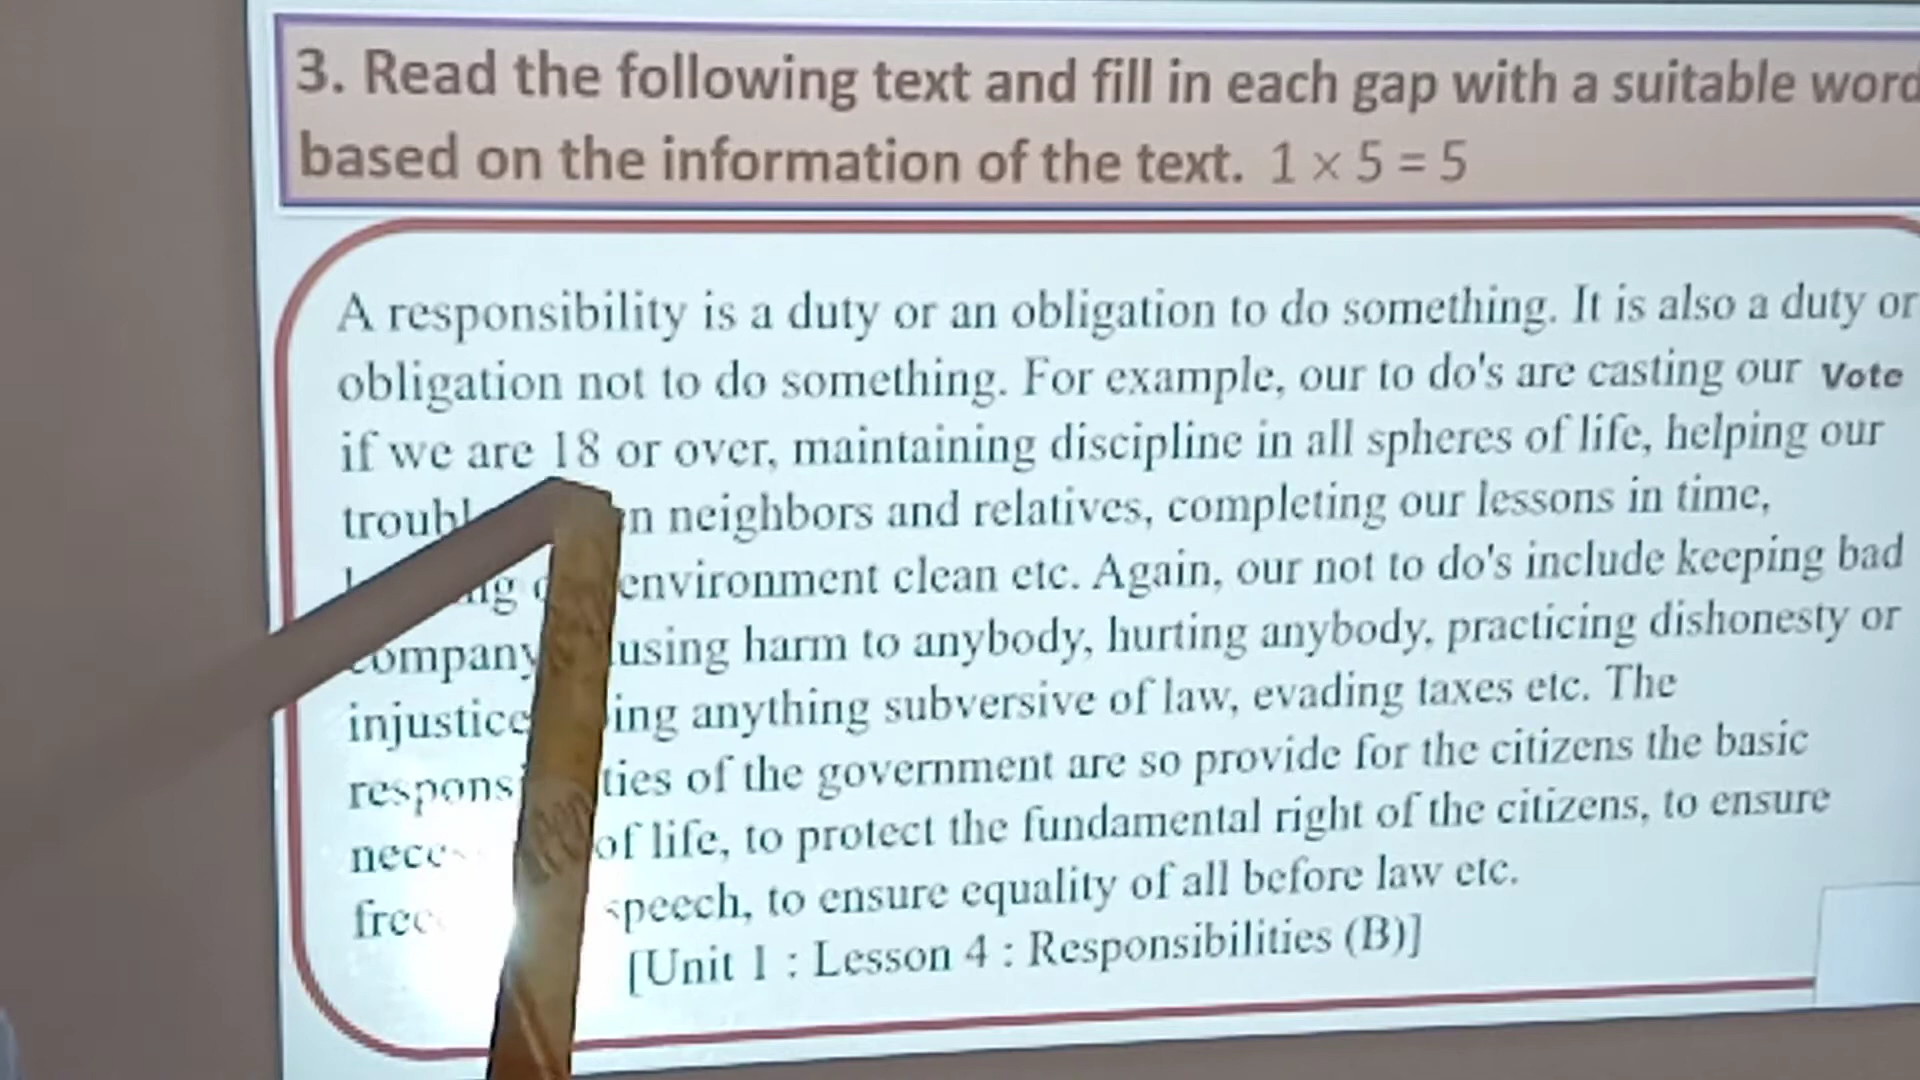 3. Read the following text and fill in each gap with a suitable word
based on the information of the text. 1 × 5 = 5
A responsibility is a duty or an obligation to do something. It is also a duty or
obligation not to do something. For example, our to do's are casting our Vote
if we are 18 or over, maintaining discipline in all spheres of life, helping our
neighbors and relatives, completing our lessons in time,
environment clean etc. Again, our not to do's include keeping bad
company harm to anybody, hurting anybody, practicing dishonesty or
injustice anything subversive of law, evading taxes etc. The
of the government are so provide for the citizens the basic
of life, to protect the fundamental right of the citizens, to ensure
speech, to ensure equality of all before law etc.
[Unit 1 : Lesson 4 : Responsibilities (B)]